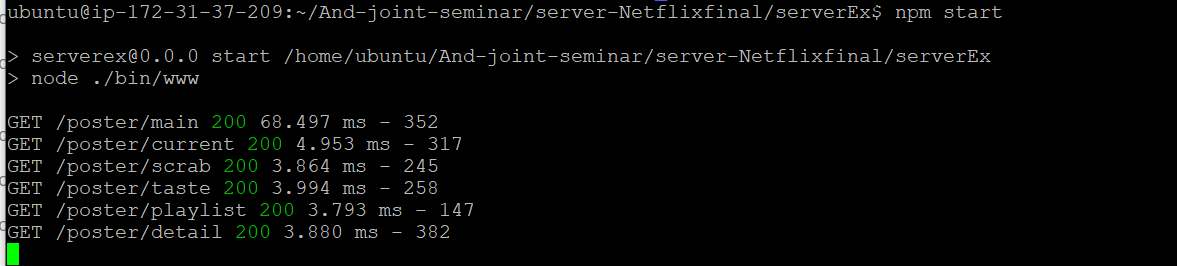 ubuntu@ip-172-31-37-209:~/And-joint-seminar/server-Netflixfinal/serverEx$ npm start
> serverex@0.0.0 start /home/ubuntu/And-joint-seminar/server-Netflixfinal/serverEx
> node ./bin/www
GET /poster/main 200 68.497 ms - 352
GET /poster/current 200 4.953 ms - 317
GET /poster/scrab 200 3.864 ms - 245
GET /poster/taste 200 3.994 ms - 258
GET /poster/playlist 200 3.793 ms - 147
GET /poster/detail 200 3.880 ms - 382